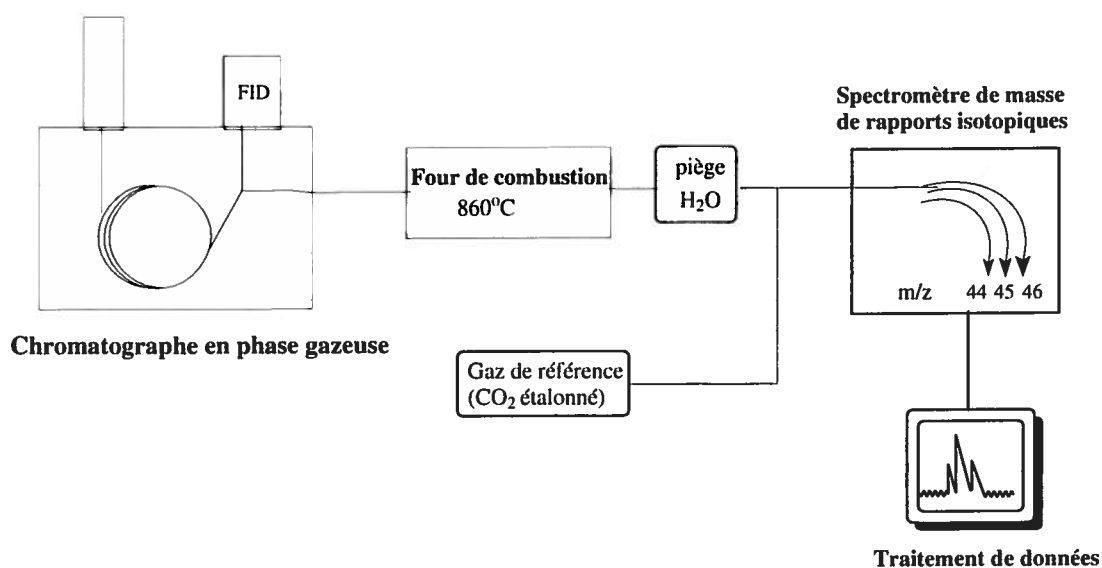 FID
Chromatographe en phase gazeuse
Four de combustion
860°C
piège
H₂O
Gaz de référence
(CO₂ étalonné)
Spectromètre de masse
de rapports isotopiques
m/z 44 45 46
Traitement de données